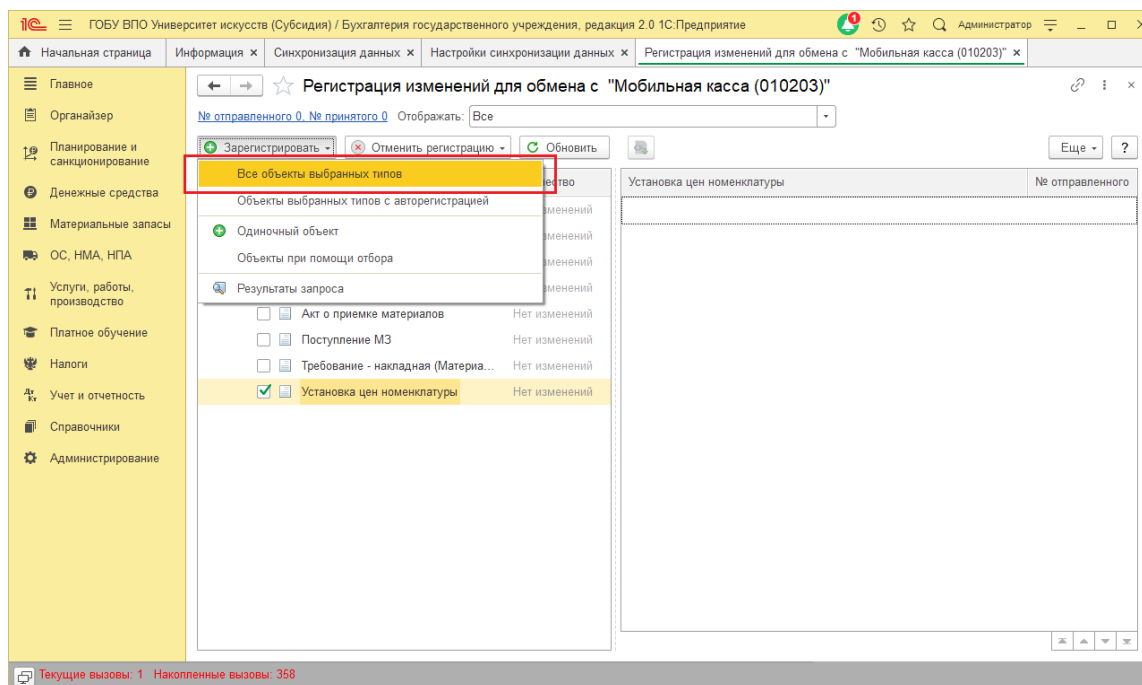 1С ГОБУ ВПО Университет искусств (Субсидия) / Бухгалтерия государственного учреждения, редакция 2.0 1С:Предприятие 1 Администратор
Начальная страница Информация × Синхронизация данных × Настройки синхронизации данных × Регистрация изменений для обмена с "Мобильная касса (010203)" ×
Главное
Органайзер
Планирование и
санкционирование
Денежные средства
Материальные запасы
ОС, НМА, НПА
Услуги, работы,
производство
Платное обучение
Налоги
Учет и отчетность
Справочники
Администрирование
Регистрация изменений для обмена с "Мобильная касса (010203)"
№ отправленного 0, № принятого 0 Отображать: Все
Зарегистрировать Отменить регистрацию Обновить Еще ?
Все объекты выбранных типов
Объекты выбранных типов с авторегистрацией
Одиночный объект
Объекты при помощи отбора
Результаты запроса
Установка цен номенклатуры № отправленного
Акт о приемке материалов Нет изменений
Поступление МЗ Нет изменений
Требование - накладная (Материа... Нет изменений
Установка цен номенклатуры Нет изменений
Текущие вызовы: 1 Накопленные вызовы: 358